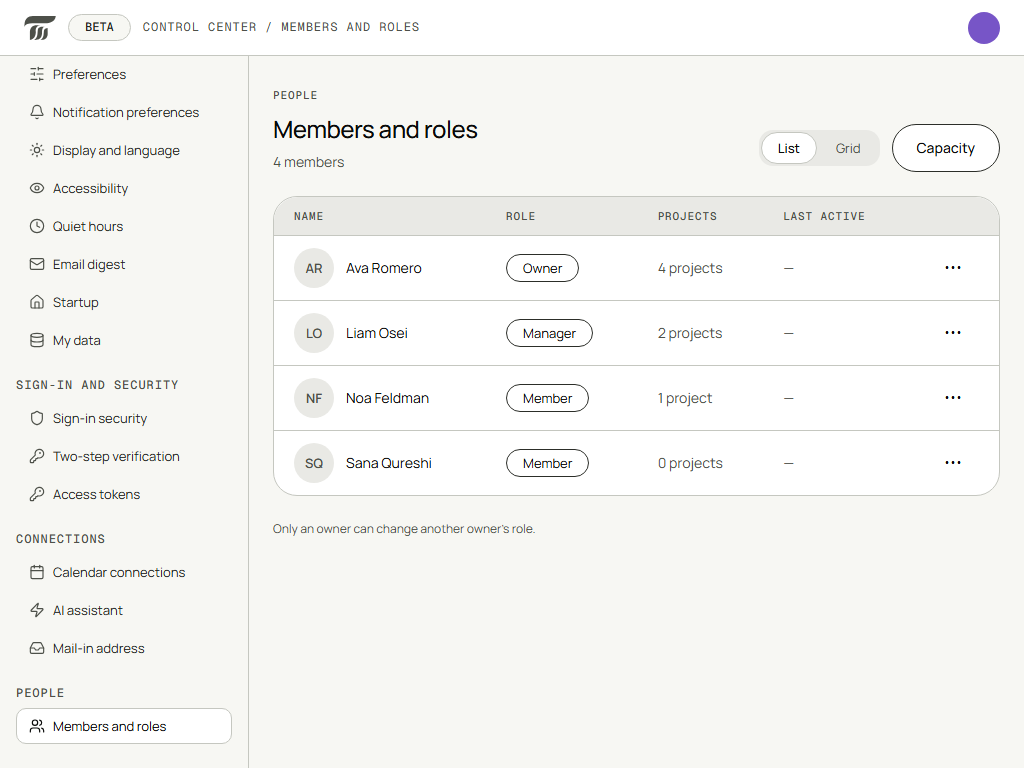 BETA CONTROL CENTER / MEMBERS AND ROLES
Preferences
Notification preferences
Display and language
Accessibility
Quiet hours
Email digest
Startup
My data
SIGN-IN AND SECURITY
Sign-in security
Two-step verification
Access tokens
CONNECTIONS
Calendar connections
AI assistant
Mail-in address
PEOPLE
Members and roles
PEOPLE
Members and roles
4 members
List Grid Capacity
NAME ROLE PROJECTS LAST ACTIVE
AR Ava Romero Owner 4 projects —
LO Liam Osei Manager 2 projects —
NF Noa Feldman Member 1 project —
SQ Sana Qureshi Member 0 projects —
Only an owner can change another owner's role.